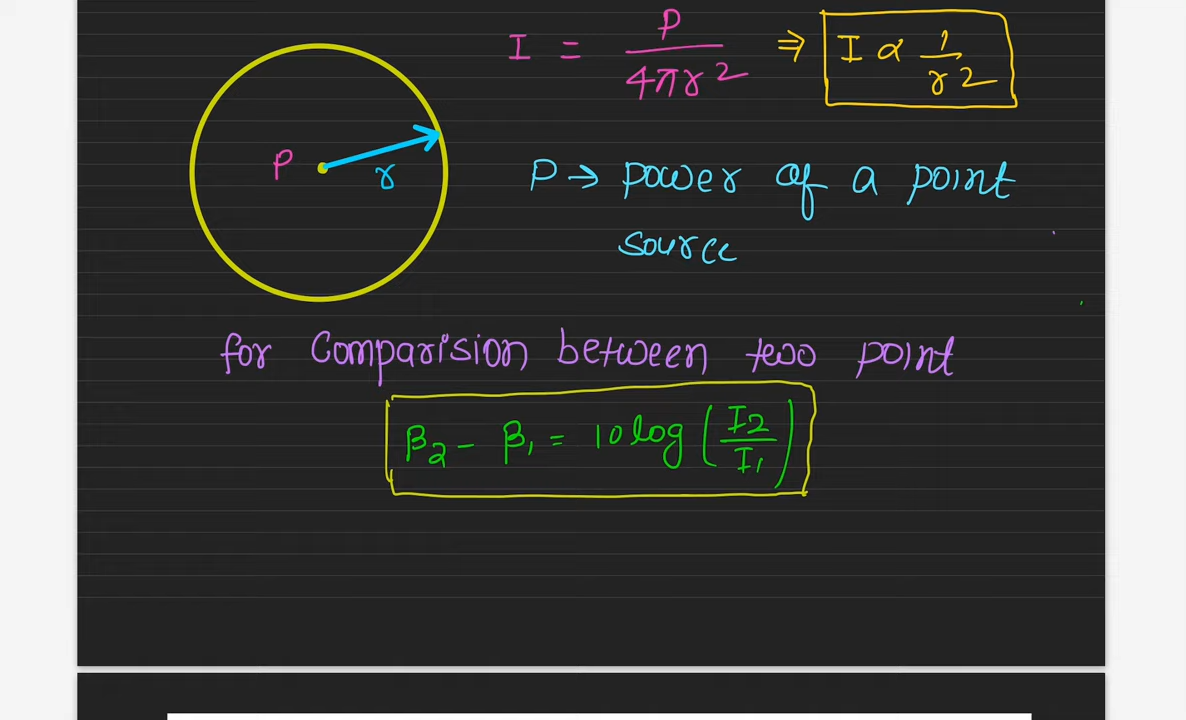 I = P / 4πr² ⇒ I ∝ 1 / r²
P r
P → power of a point
source
for Comparision between two point
β₂ - β₁ = 10 log (I2 / I₁)